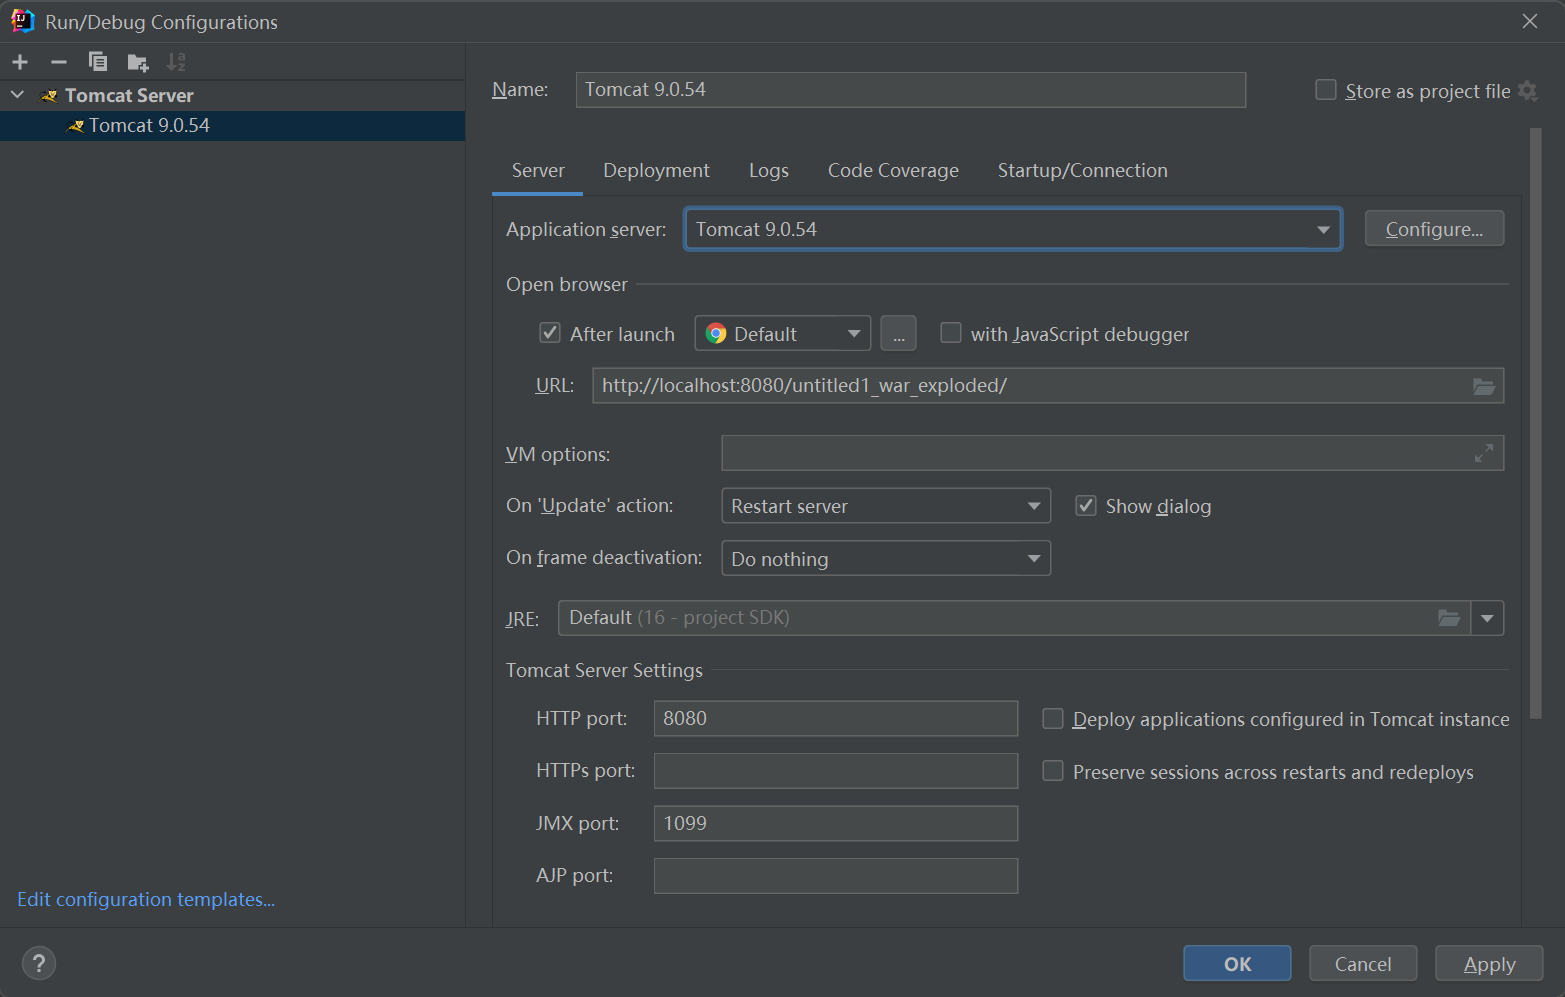 Run/Debug Configurations
Tomcat Server
Tomcat 9.0.54
Edit configuration templates...
Name: Tomcat 9.0.54 Store as project file
Server Deployment Logs Code Coverage Startup/Connection
Application server: Tomcat 9.0.54 Configure...
Open browser
After launch Default ... with JavaScript debugger
URL: http://localhost:8080/untitled1_war_exploded/
VM options:
On 'Update' action: Restart server Show dialog
On frame deactivation: Do nothing
JRE: Default (16 - project SDK)
Tomcat Server Settings
HTTP port: 8080 Deploy applications configured in Tomcat instance
HTTPs port: Preserve sessions across restarts and redeploys
JMX port: 1099
AJP port:
? OK Cancel Apply